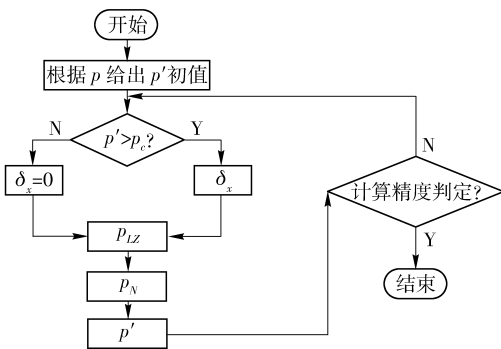 开始
根据 p 给出 p′初值
p′>p_c?
N
Y
δ_x=0
δ_x
p_LZ
p_N
p′
N
计算精度判定?
Y
结束